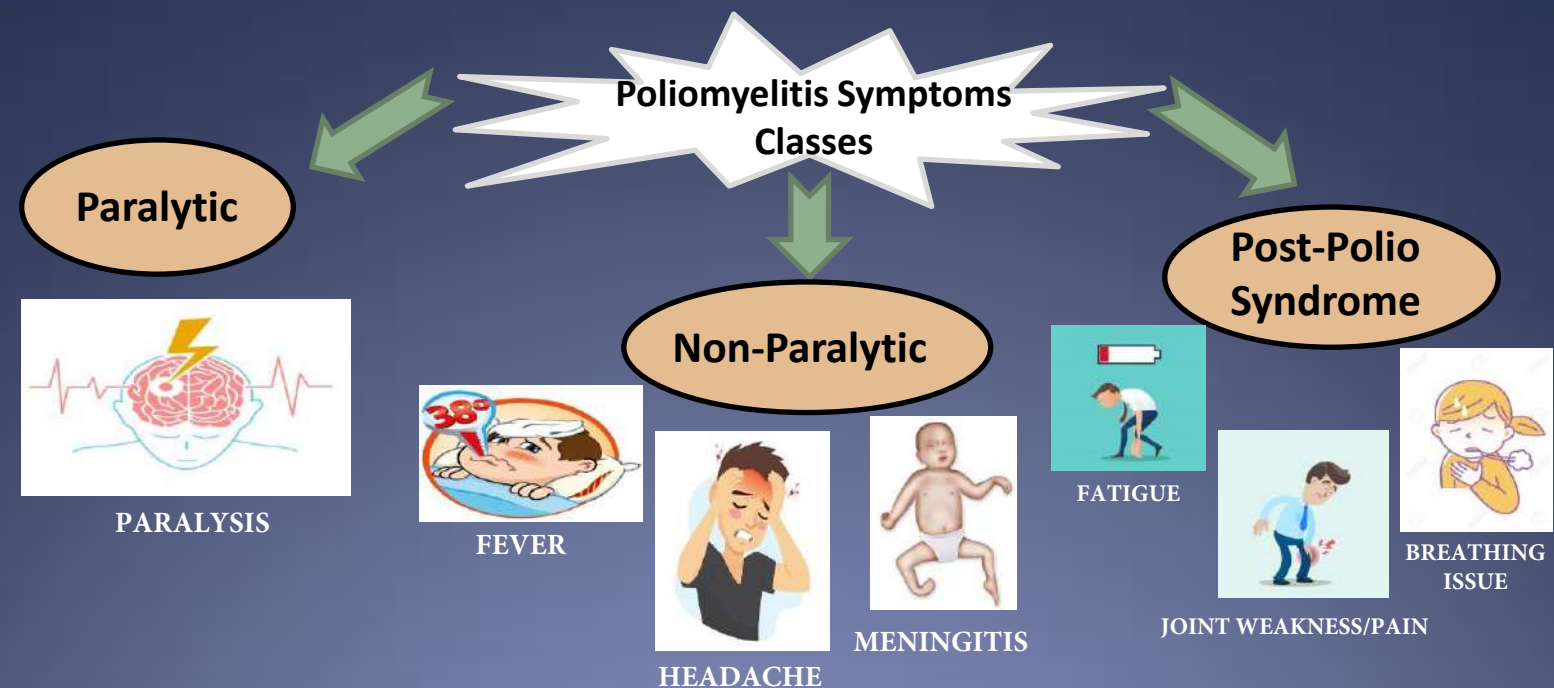 Poliomyelitis Symptoms
Classes
Paralytic
PARALYSIS
Non-Paralytic
38°
FEVER
HEADACHE
MENINGITIS
Post-Polio
Syndrome
FATIGUE
JOINT WEAKNESS/PAIN
BREATHING
ISSUE